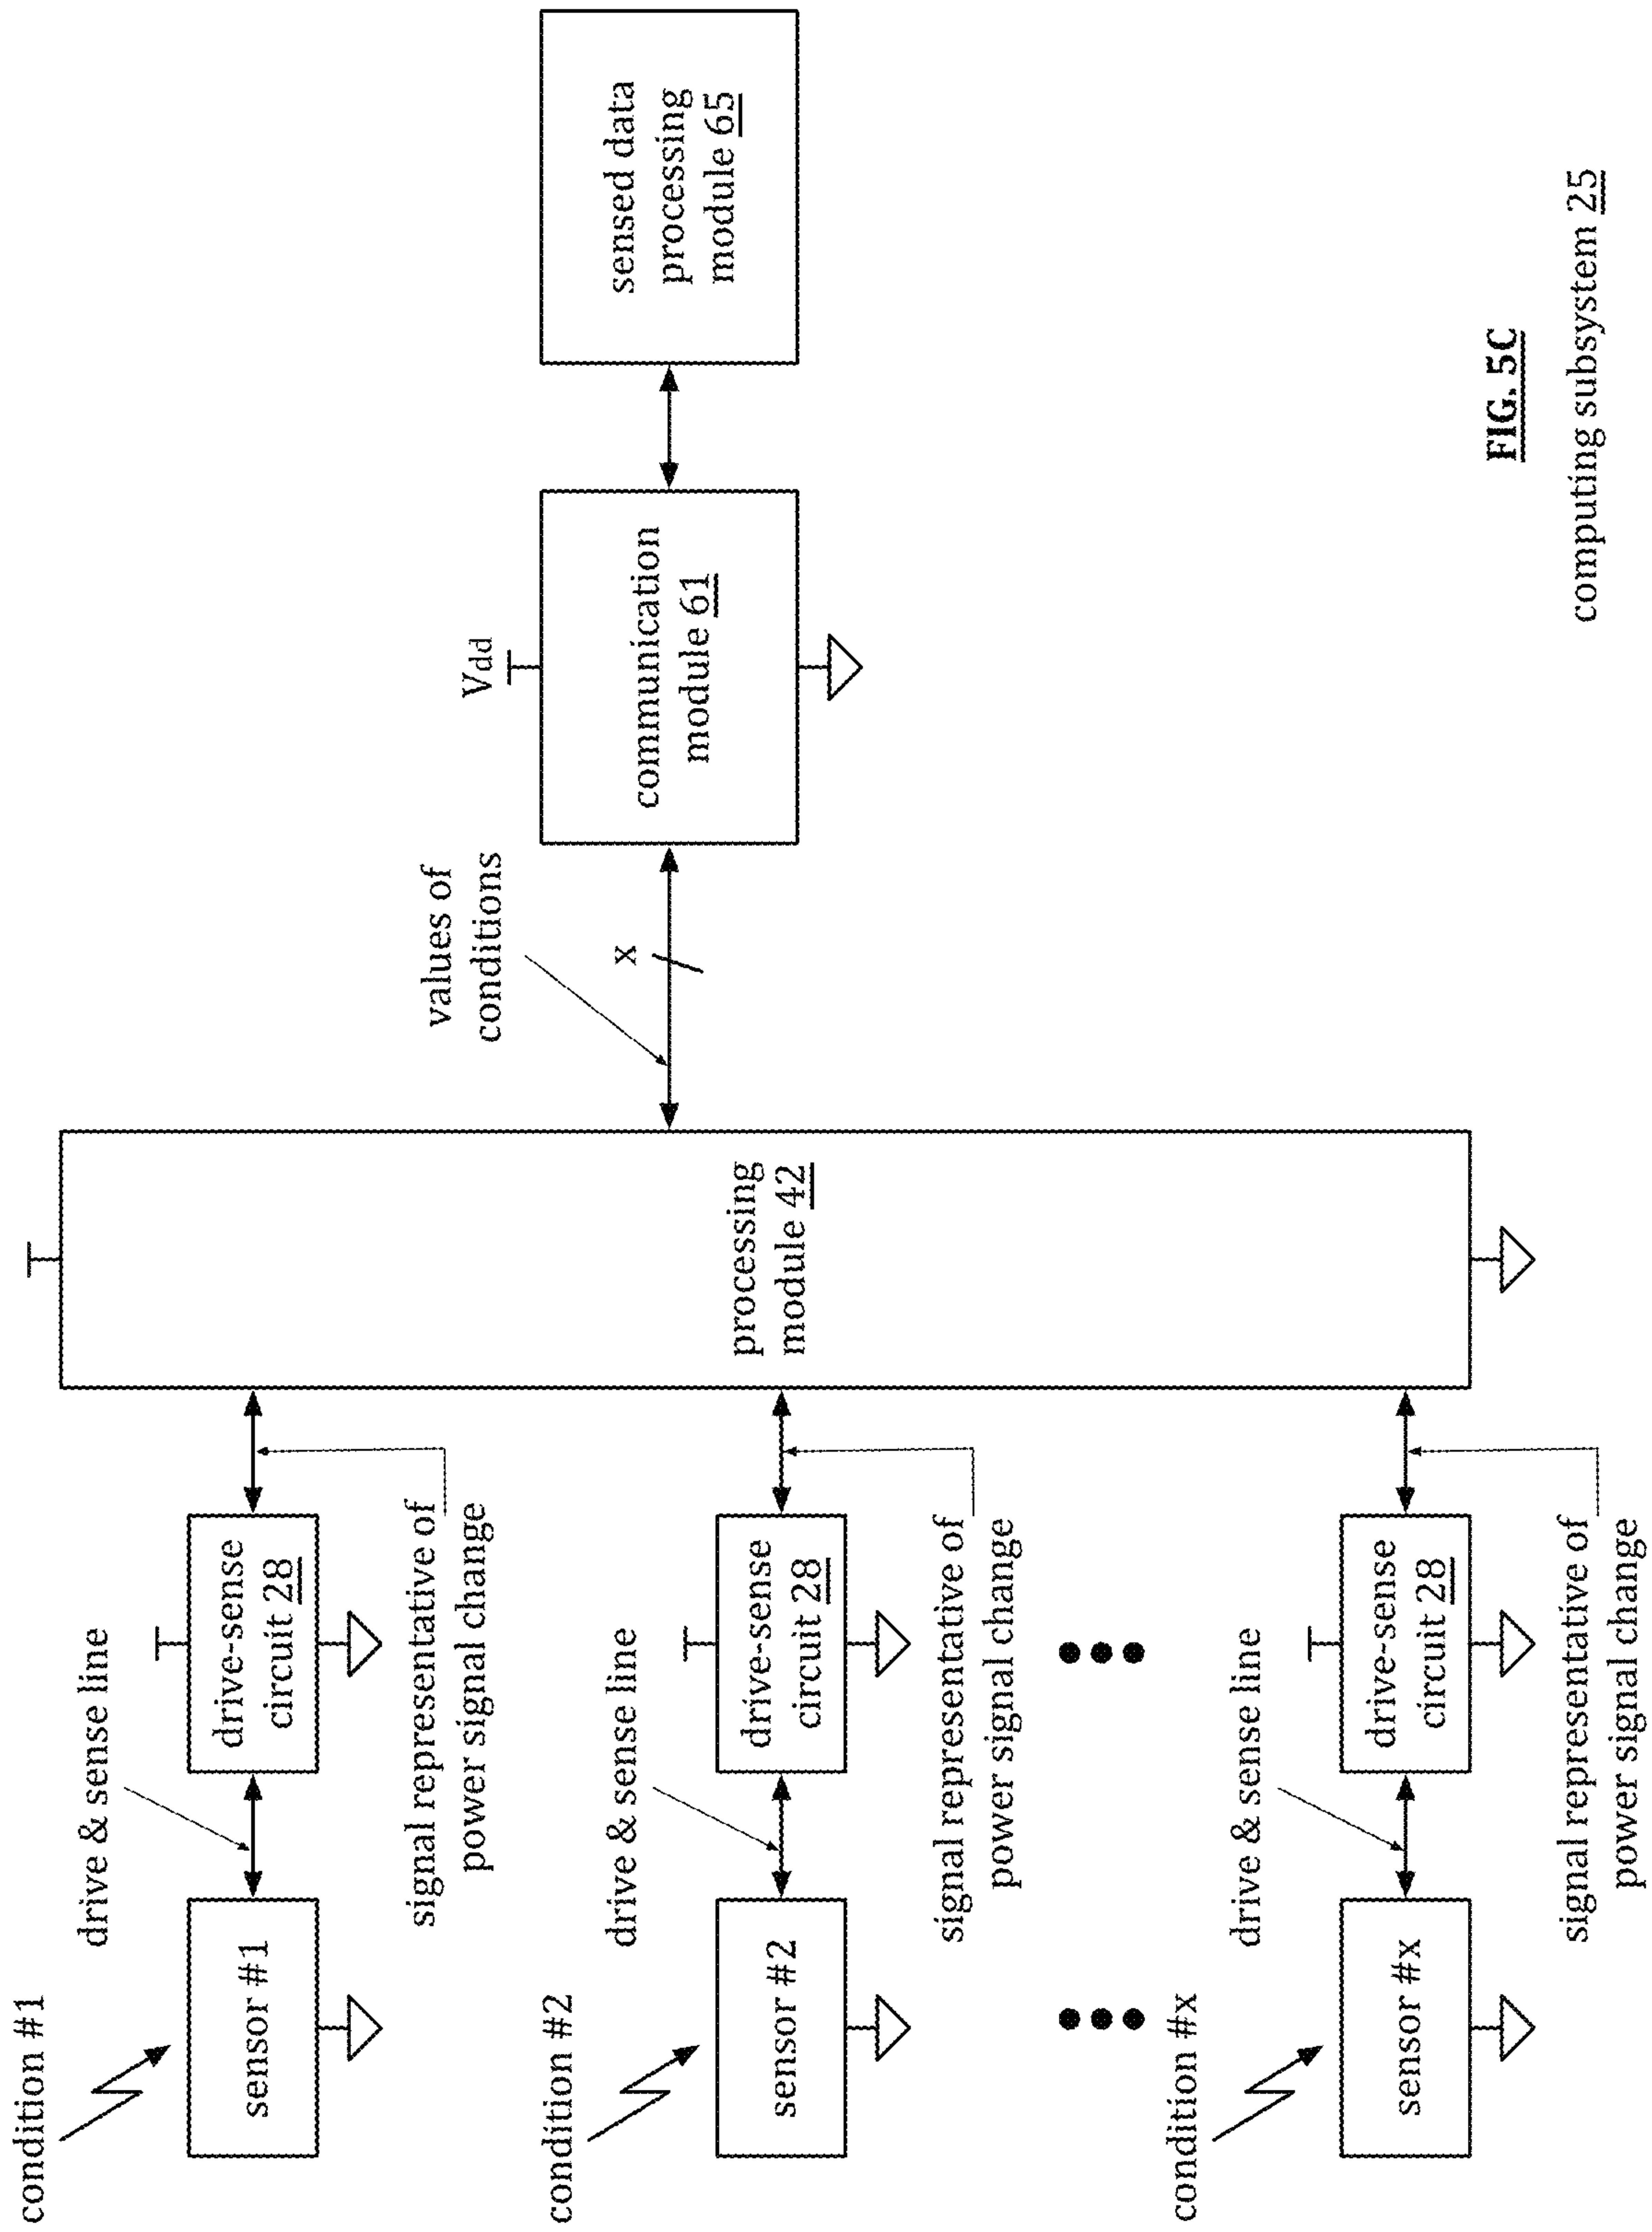 condition #1
drive & sense line
sensor #1
drive-sense
circuit 28
signal representative of
power signal change
condition #2
drive & sense line
sensor #2
drive-sense
circuit 28
signal representative of
power signal change
condition #x
drive & sense line
sensor #x
drive-sense
circuit 28
signal representative of
power signal change
processing
module 42
values of
conditions
x
Vdd
communication
module 61
sensed data
processing
module 65
FIG. 5C
computing subsystem 25